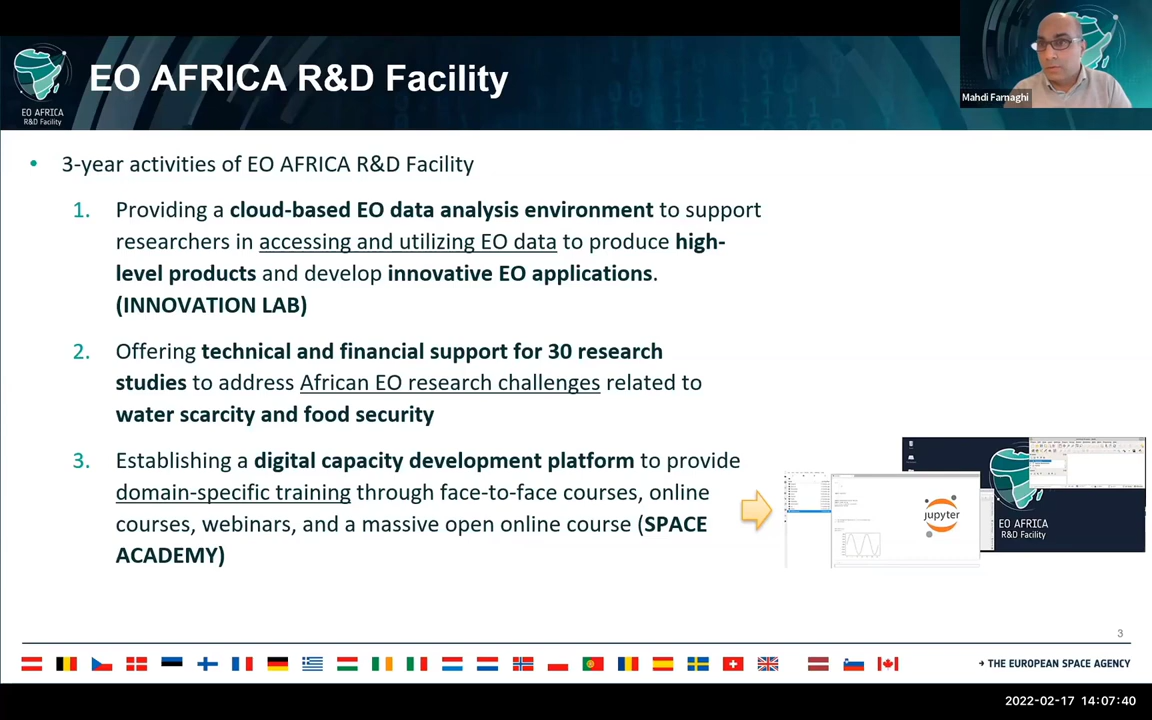 EO AFRICA R&D Facility
EO AFRICA
R&D Facility
Mahdi Farnaghi
• 3-year activities of EO AFRICA R&D Facility
1. Providing a cloud-based EO data analysis environment to support
researchers in accessing and utilizing EO data to produce high-
level products and develop innovative EO applications.
(INNOVATION LAB)
2. Offering technical and financial support for 30 research
studies to address African EO research challenges related to
water scarcity and food security
3. Establishing a digital capacity development platform to provide
domain-specific training through face-to-face courses, online
courses, webinars, and a massive open online course (SPACE
ACADEMY)
jupyter
EO AFRICA
R&D Facility
3
→ THE EUROPEAN SPACE AGENCY
2022-02-17 14:07:40